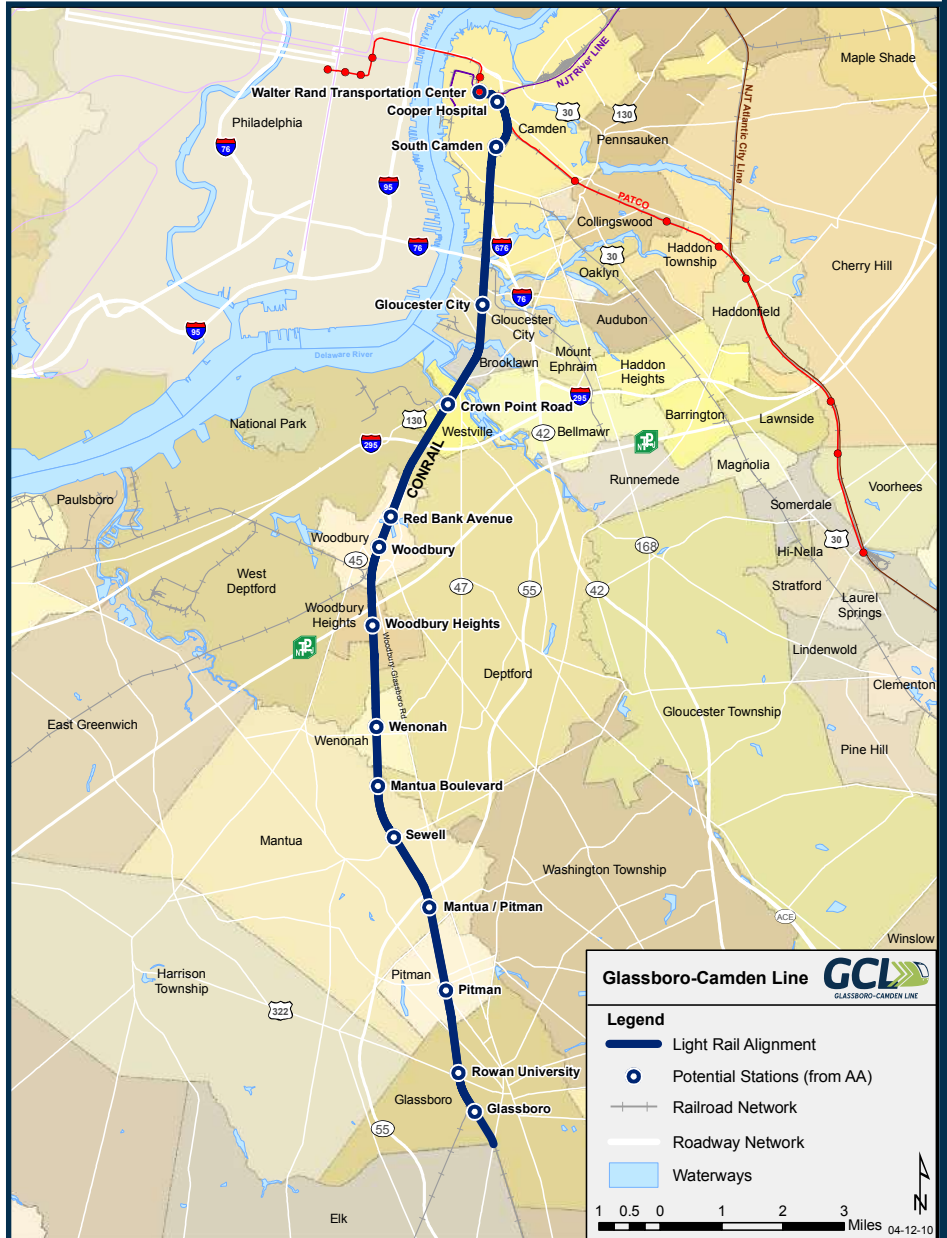 Maple Shade
NJT River LINE
Walter Rand Transportation Center
Cooper Hospital
Philadelphia
30
130
Camden
Pennsauken
NJT Atlantic City Line
76
South Camden
95
PATCO
Collingswood
76
676
30
Haddon
Township
Cherry Hill
Oaklyn
76
Gloucester City
Gloucester
City
Audubon
Haddonfield
95
Delaware River
Brooklawn
Mount
Ephraim
Haddon
Heights
295
Crown Point Road
130
National Park
Westville
42
Bellmawr
Barrington
Lawnside
295
NTP
CONRAIL
Runnemede
Magnolia
Voorhees
Paulsboro
Somerdale
Red Bank Avenue
Woodbury
Woodbury
45
168
30
Hi-Nella
West
Deptford
47
55
42
Stratford
Laurel
Springs
Woodbury
Heights
Woodbury Heights
NTP
Woodbury-Glassboro Rd
Lindenwold
Deptford
Clementon
East Greenwich
Gloucester Township
Wenonah
Wenonah
Pine Hill
Mantua Boulevard
Mantua
Sewell
Washington Township
Mantua / Pitman
ACE
Winslow
Harrison
Township
Pitman
Pitman
322
Rowan University
Glassboro
Glassboro
55
Elk
Glassboro-Camden Line
GCL
GLASSBORO-CAMDEN LINE
Legend
Light Rail Alignment
Potential Stations (from AA)
Railroad Network
Roadway Network
Waterways
N
1 0.5 0 1 2 3
Miles
04-12-10